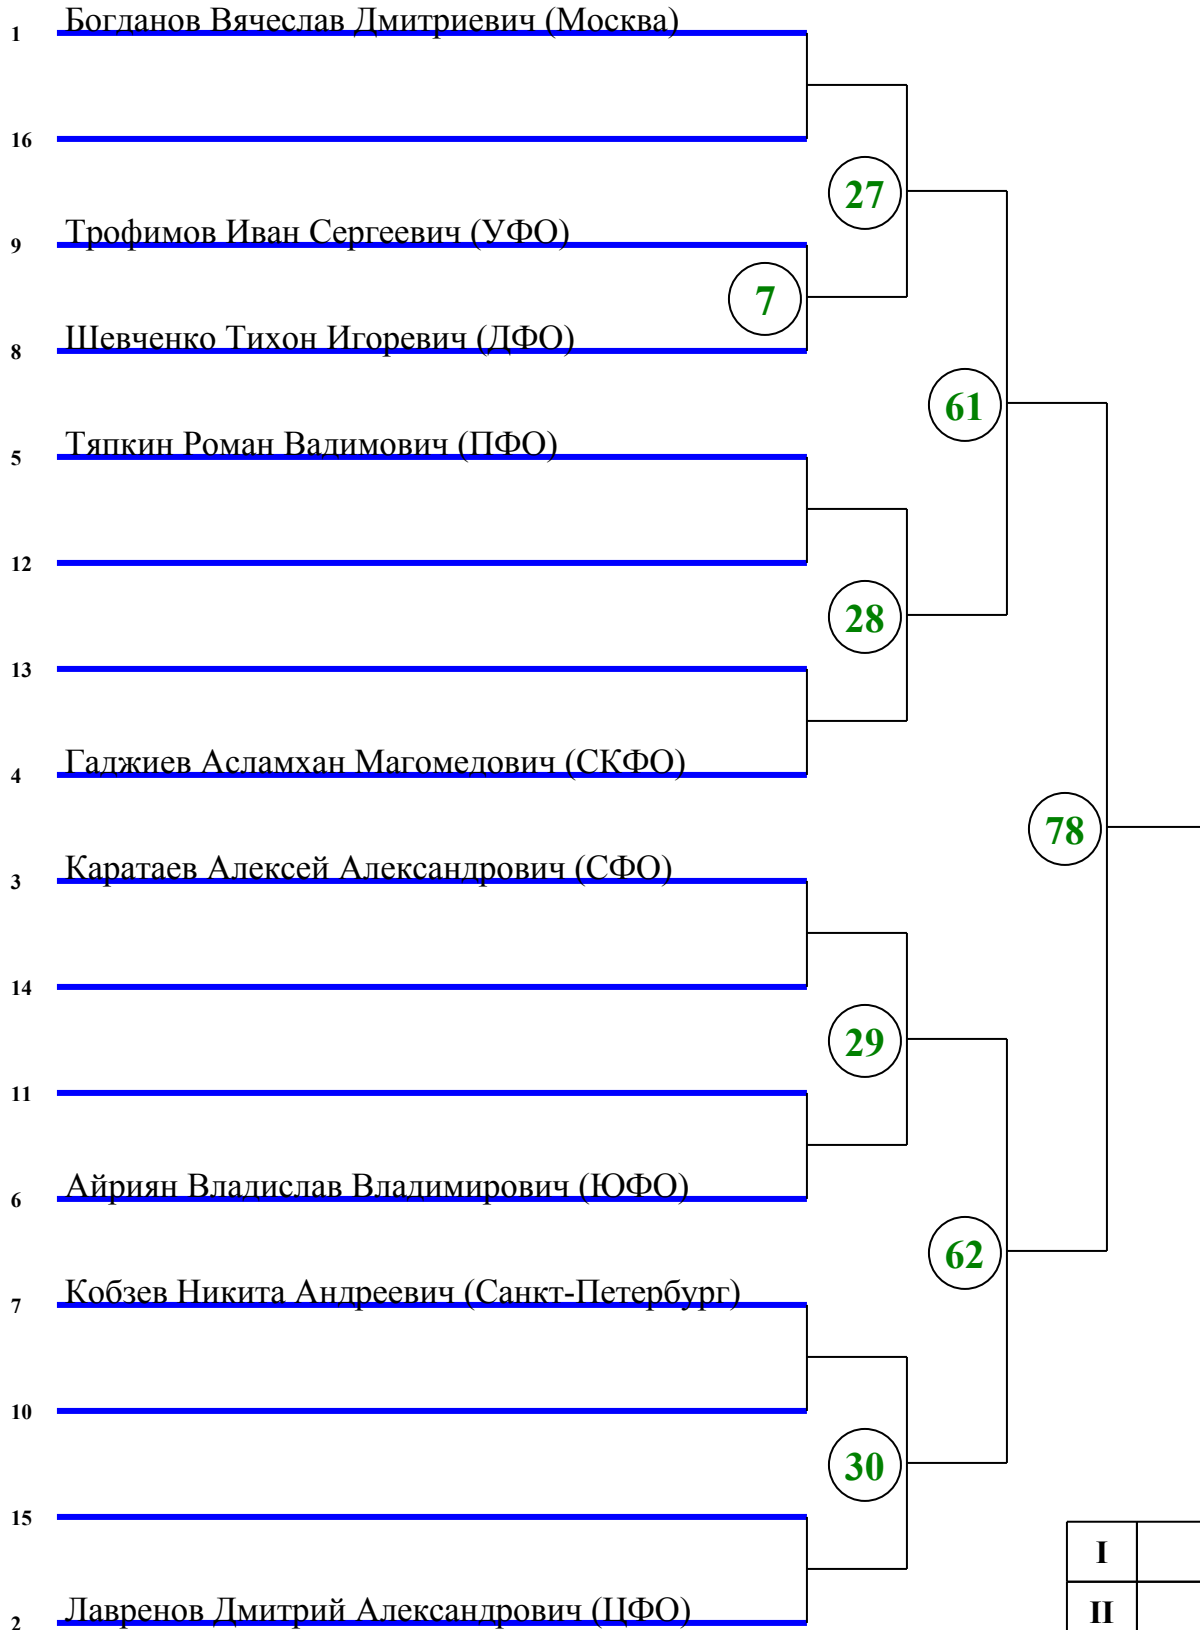 1 Богданов Вячеслав Дмитриевич (Москва)
16
27
9 Трофимов Иван Сергеевич (УФО)
7
8 Шевченко Тихон Игоревич (ДФО)
61
5 Тяпкин Роман Вадимович (ПФО)
12
28
13
4 Гаджиев Асламхан Магомедович (СКФО)
78
3 Каратаев Алексей Александрович (СФО)
14
29
11
6 Айриян Владислав Владимирович (ЮФО)
62
7 Кобзев Никита Андреевич (Санкт-Петербург)
10
30
15
I
2 Лавренов Дмитрий Александрович (ЦФО)
II